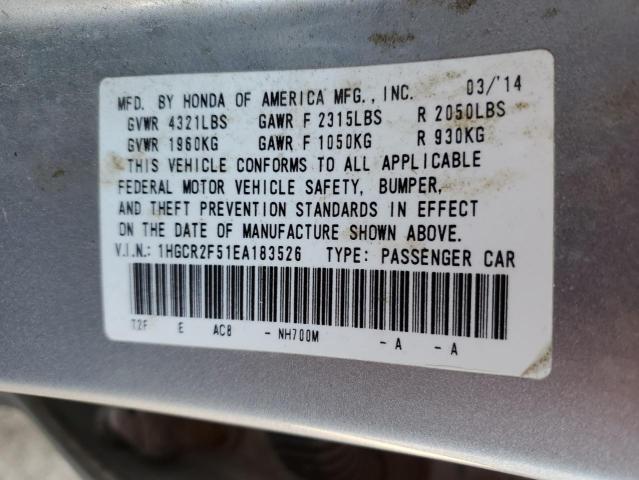 MFD. BY HONDA OF AMERICA MFG., INC. 03/'14
GVWR 4321LBS GAWR F 2315LBS R 2050LBS
GVWR 1960KG GAWR F 1050KG R 930KG
THIS VEHICLE CONFORMS TO ALL APPLICABLE
FEDERAL MOTOR VEHICLE SAFETY, BUMPER,
AND THEFT PREVENTION STANDARDS IN EFFECT
ON THE DATE OF MANUFACTURE SHOWN ABOVE.
V.I.N.: 1HGCR2F51EA183526 TYPE: PASSENGER CAR
T2F E AC8 - NH700M - A - A